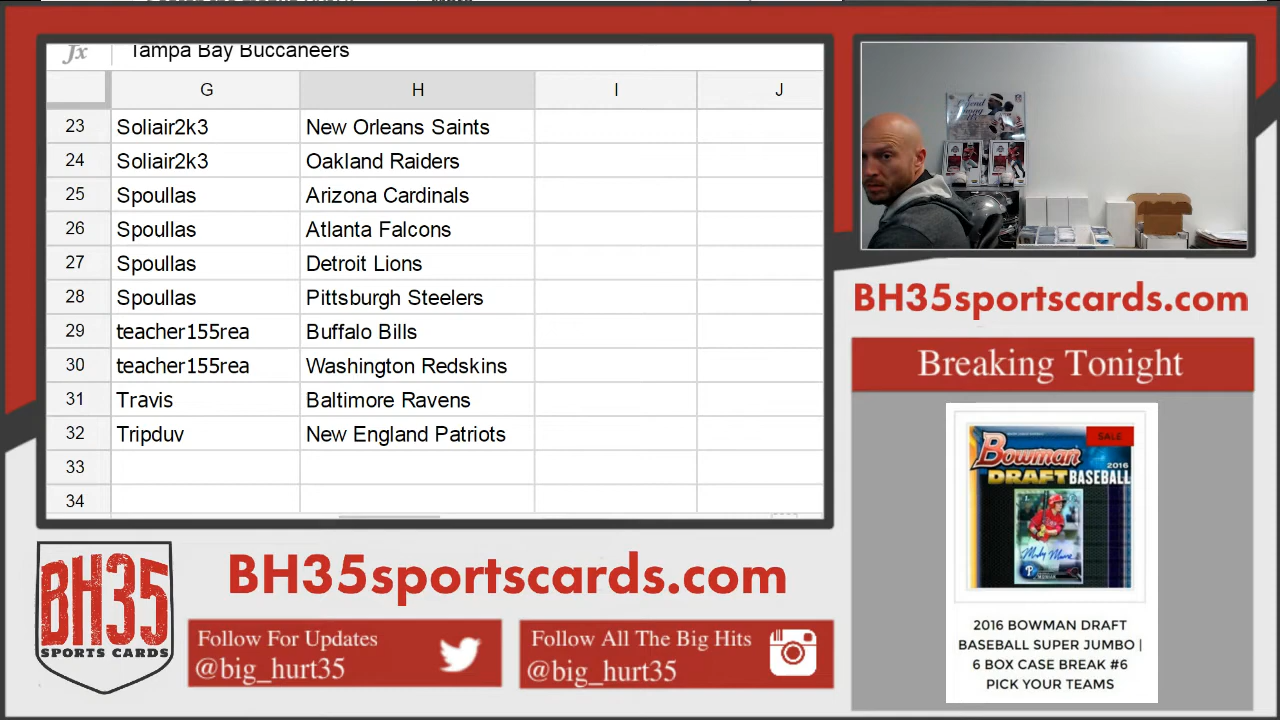 fx Tampa Bay Buccaneers
G H I J
23 Soliair2k3 New Orleans Saints
24 Soliair2k3 Oakland Raiders
25 Spoullas Arizona Cardinals
26 Spoullas Atlanta Falcons
27 Spoullas Detroit Lions
28 Spoullas Pittsburgh Steelers
29 teacher155rea Buffalo Bills
30 teacher155rea Washington Redskins
31 Travis Baltimore Ravens
32 Tripduv New England Patriots
33
34
BH35sportscards.com
Breaking Tonight
SALE
Bowman
2016
DRAFT BASEBALL
2016 BOWMAN DRAFT
BASEBALL SUPER JUMBO |
6 BOX CASE BREAK #6
PICK YOUR TEAMS
BH35
SPORTS CARDS
BH35sportscards.com
Follow For Updates
@big_hurt35
Follow All The Big Hits
@big_hurt35